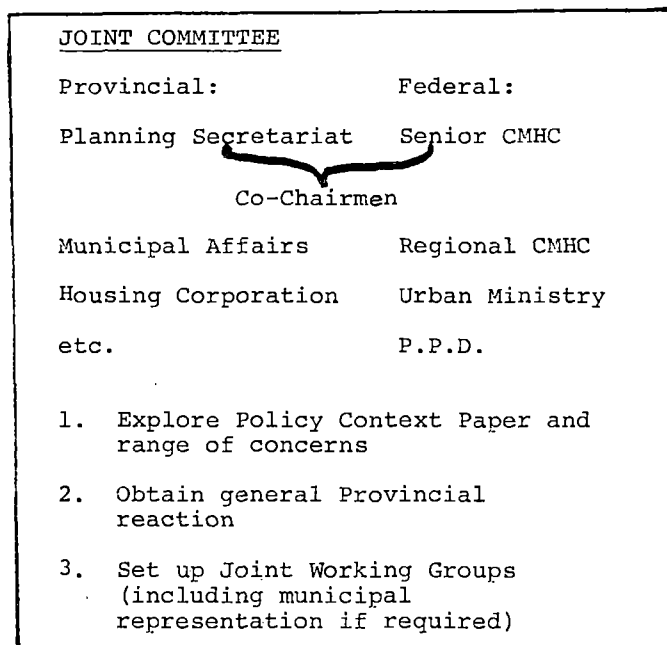 JOINT COMMITTEE
Provincial: Federal:
Planning Secretariat Senior CMHC
Co-Chairmen
Municipal Affairs Regional CMHC
Housing Corporation Urban Ministry
etc. P.P.D.
1. Explore Policy Context Paper and
range of concerns
2. Obtain general Provincial
reaction
3. Set up Joint Working Groups
(including municipal
representation if required)